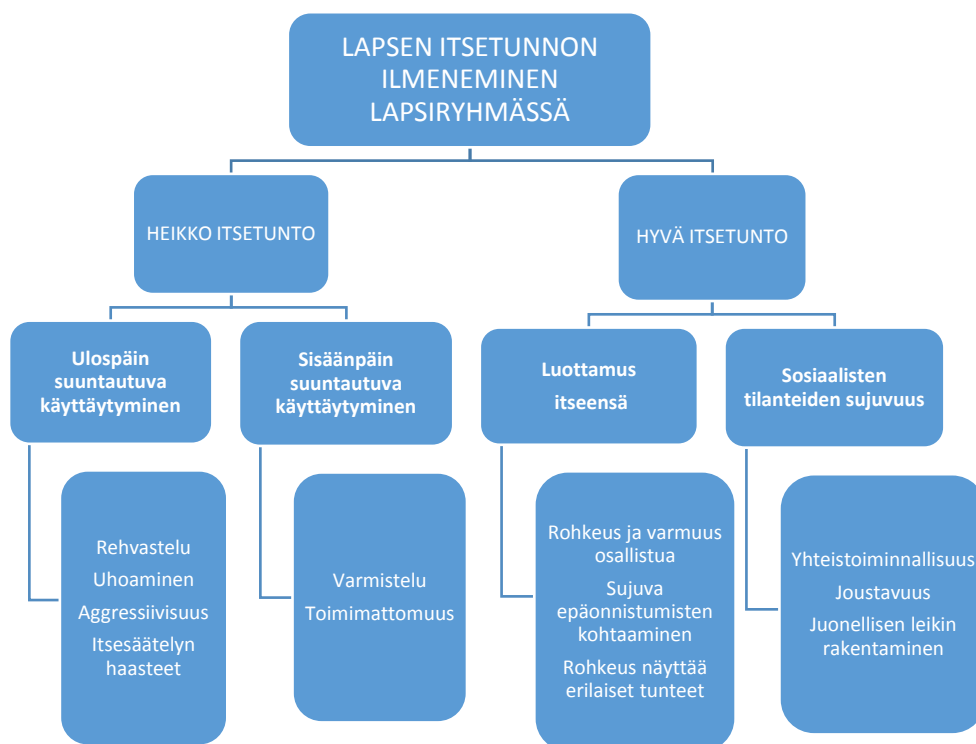 LAPSEN ITSETUNNON
ILMENEMINEN
LAPSIRYHMÄSSÄ
HEIKKO ITSETUNTO
HYVÄ ITSETUNTO
Ulospäin
suuntautuva
käyttäytyminen
Sisäänpäin
suuntautuva
käyttäytyminen
Luottamus
itseensä
Sosiaalisten
tilanteiden sujuvuus
Rehvastelu
Uhoaminen
Aggressiivisuus
Itsesäätelyn
haasteet
Varmistelu
Toimimattomuus
Rohkeus ja varmuus
osallistua
Sujuva
epäonnistumisten
kohtaaminen
Rohkeus näyttää
erilaiset tunteet
Yhteistoiminnallisuus
Joustavuus
Juonellisen leikin
rakentaminen